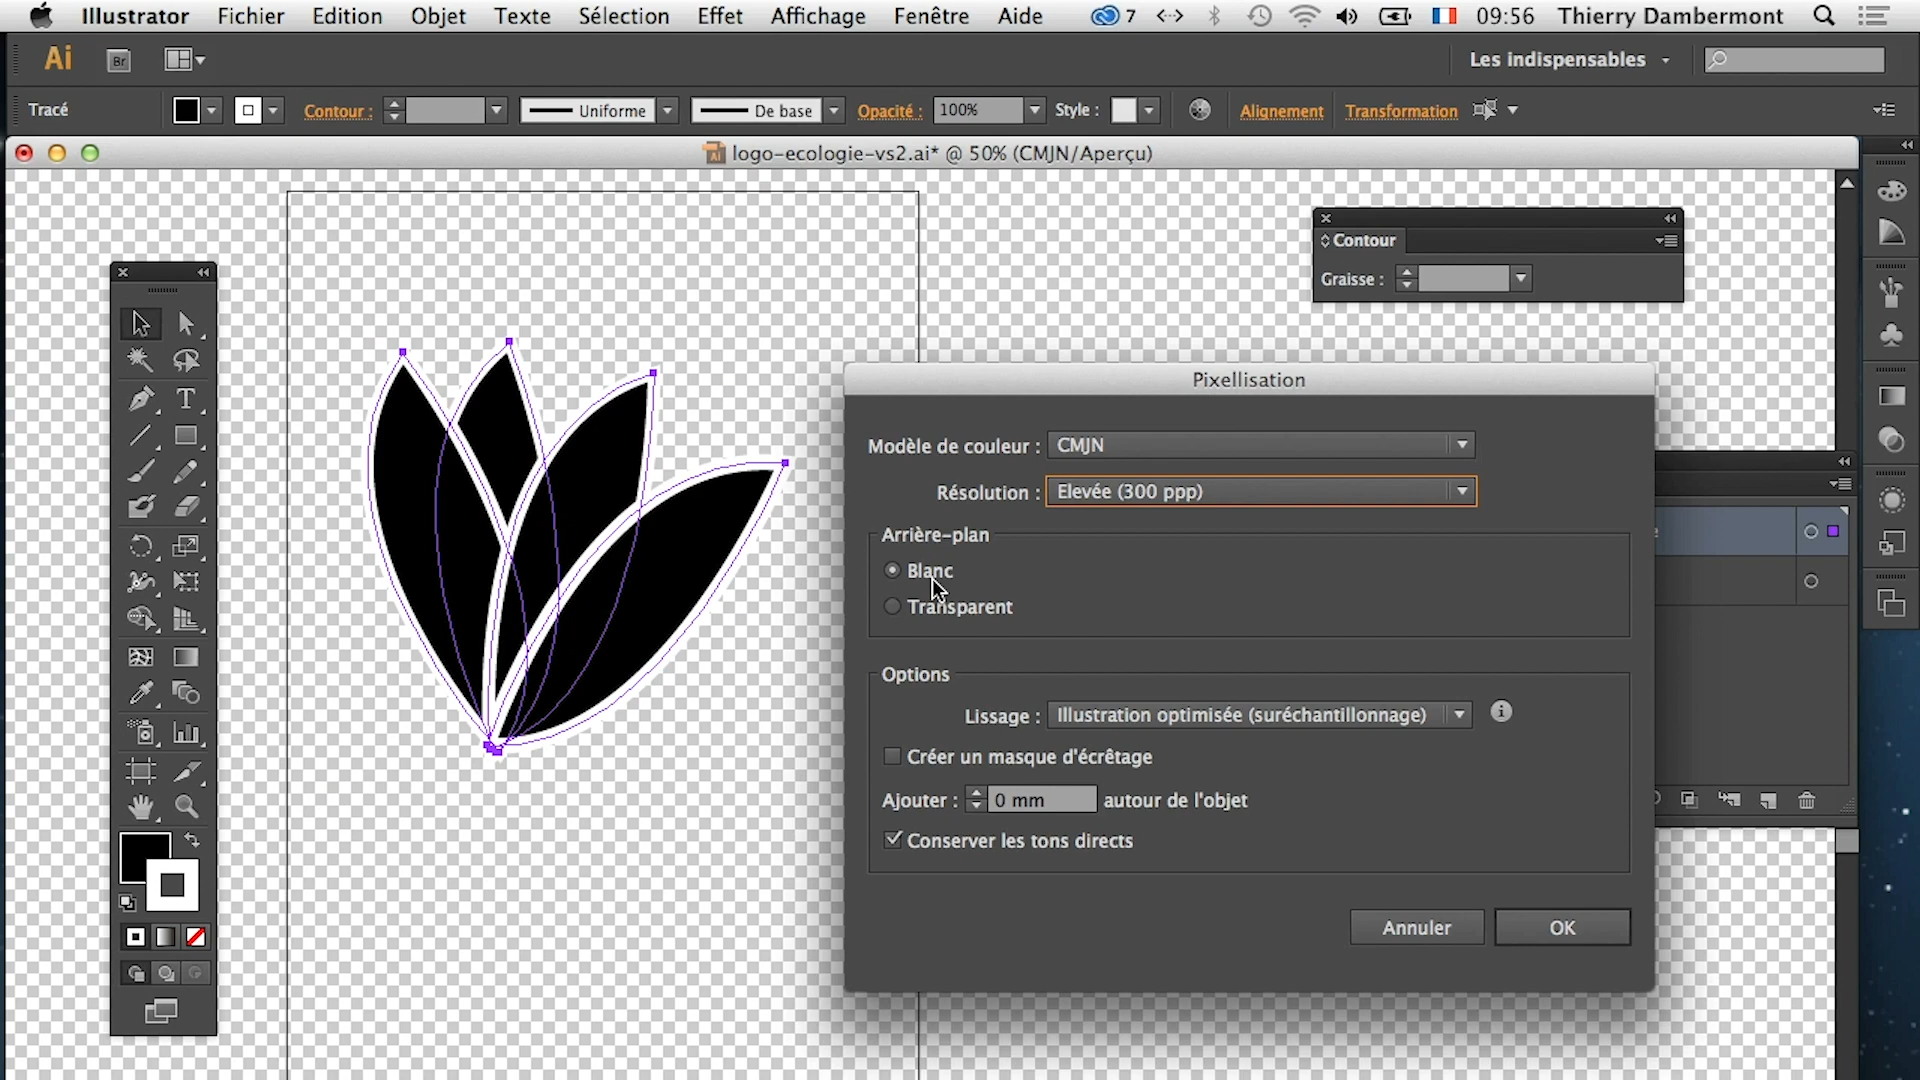 Illustrator Fichier Edition Objet Texte Sélection Effet Affichage Fenêtre Aide 7 09:56 Thierry Dambermont
Ai Br Les indispensables
Tracé Contour : Uniforme De base Opacité : 100% Style : Alignement Transformation
logo-ecologie-vs2.ai* @ 50% (CMJN/Aperçu)
Contour
Graisse :
T
Pixellisation
Modèle de couleur : CMJN
Résolution : Elevée (300 ppp)
Arrière-plan
Blanc
Transparent
Options
Lissage : Illustration optimisée (suréchantillonnage)
Créer un masque d'écrêtage
Ajouter : 0 mm autour de l'objet
Conserver les tons directs
Annuler OK